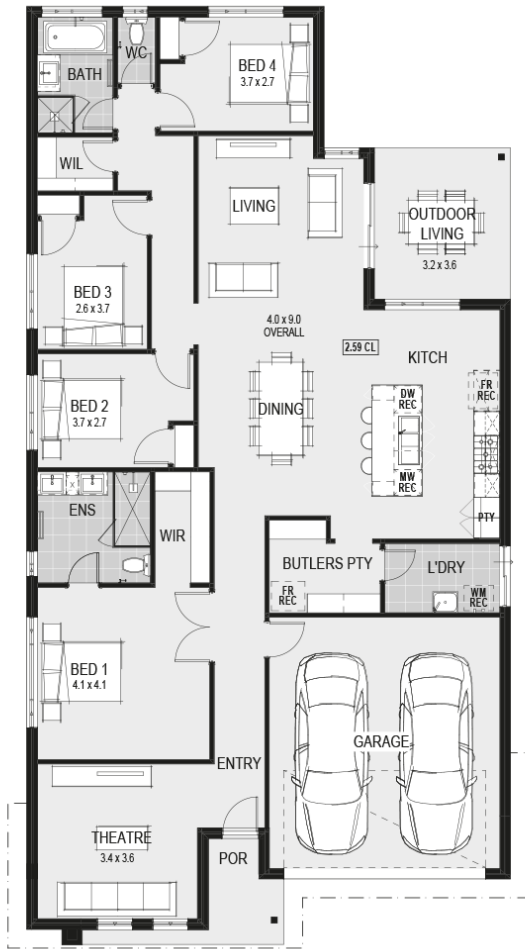 WC
BATH
BED 4
3.7 x 2.7
WIL
LIVING
OUTDOOR
LIVING
3.2 x 3.6
BED 3
2.6 x 3.7
4.0 x 9.0
OVERALL
2.59 CL
KITCH
FR
REC
DW
REC
BED 2
3.7 x 2.7
DINING
MW
REC
ENS
WIR
PTY
BUTLERS PTY
L'DRY
FR
REC
WM
REC
BED 1
4.1 x 4.1
GARAGE
ENTRY
THEATRE
3.4 x 3.6
POR